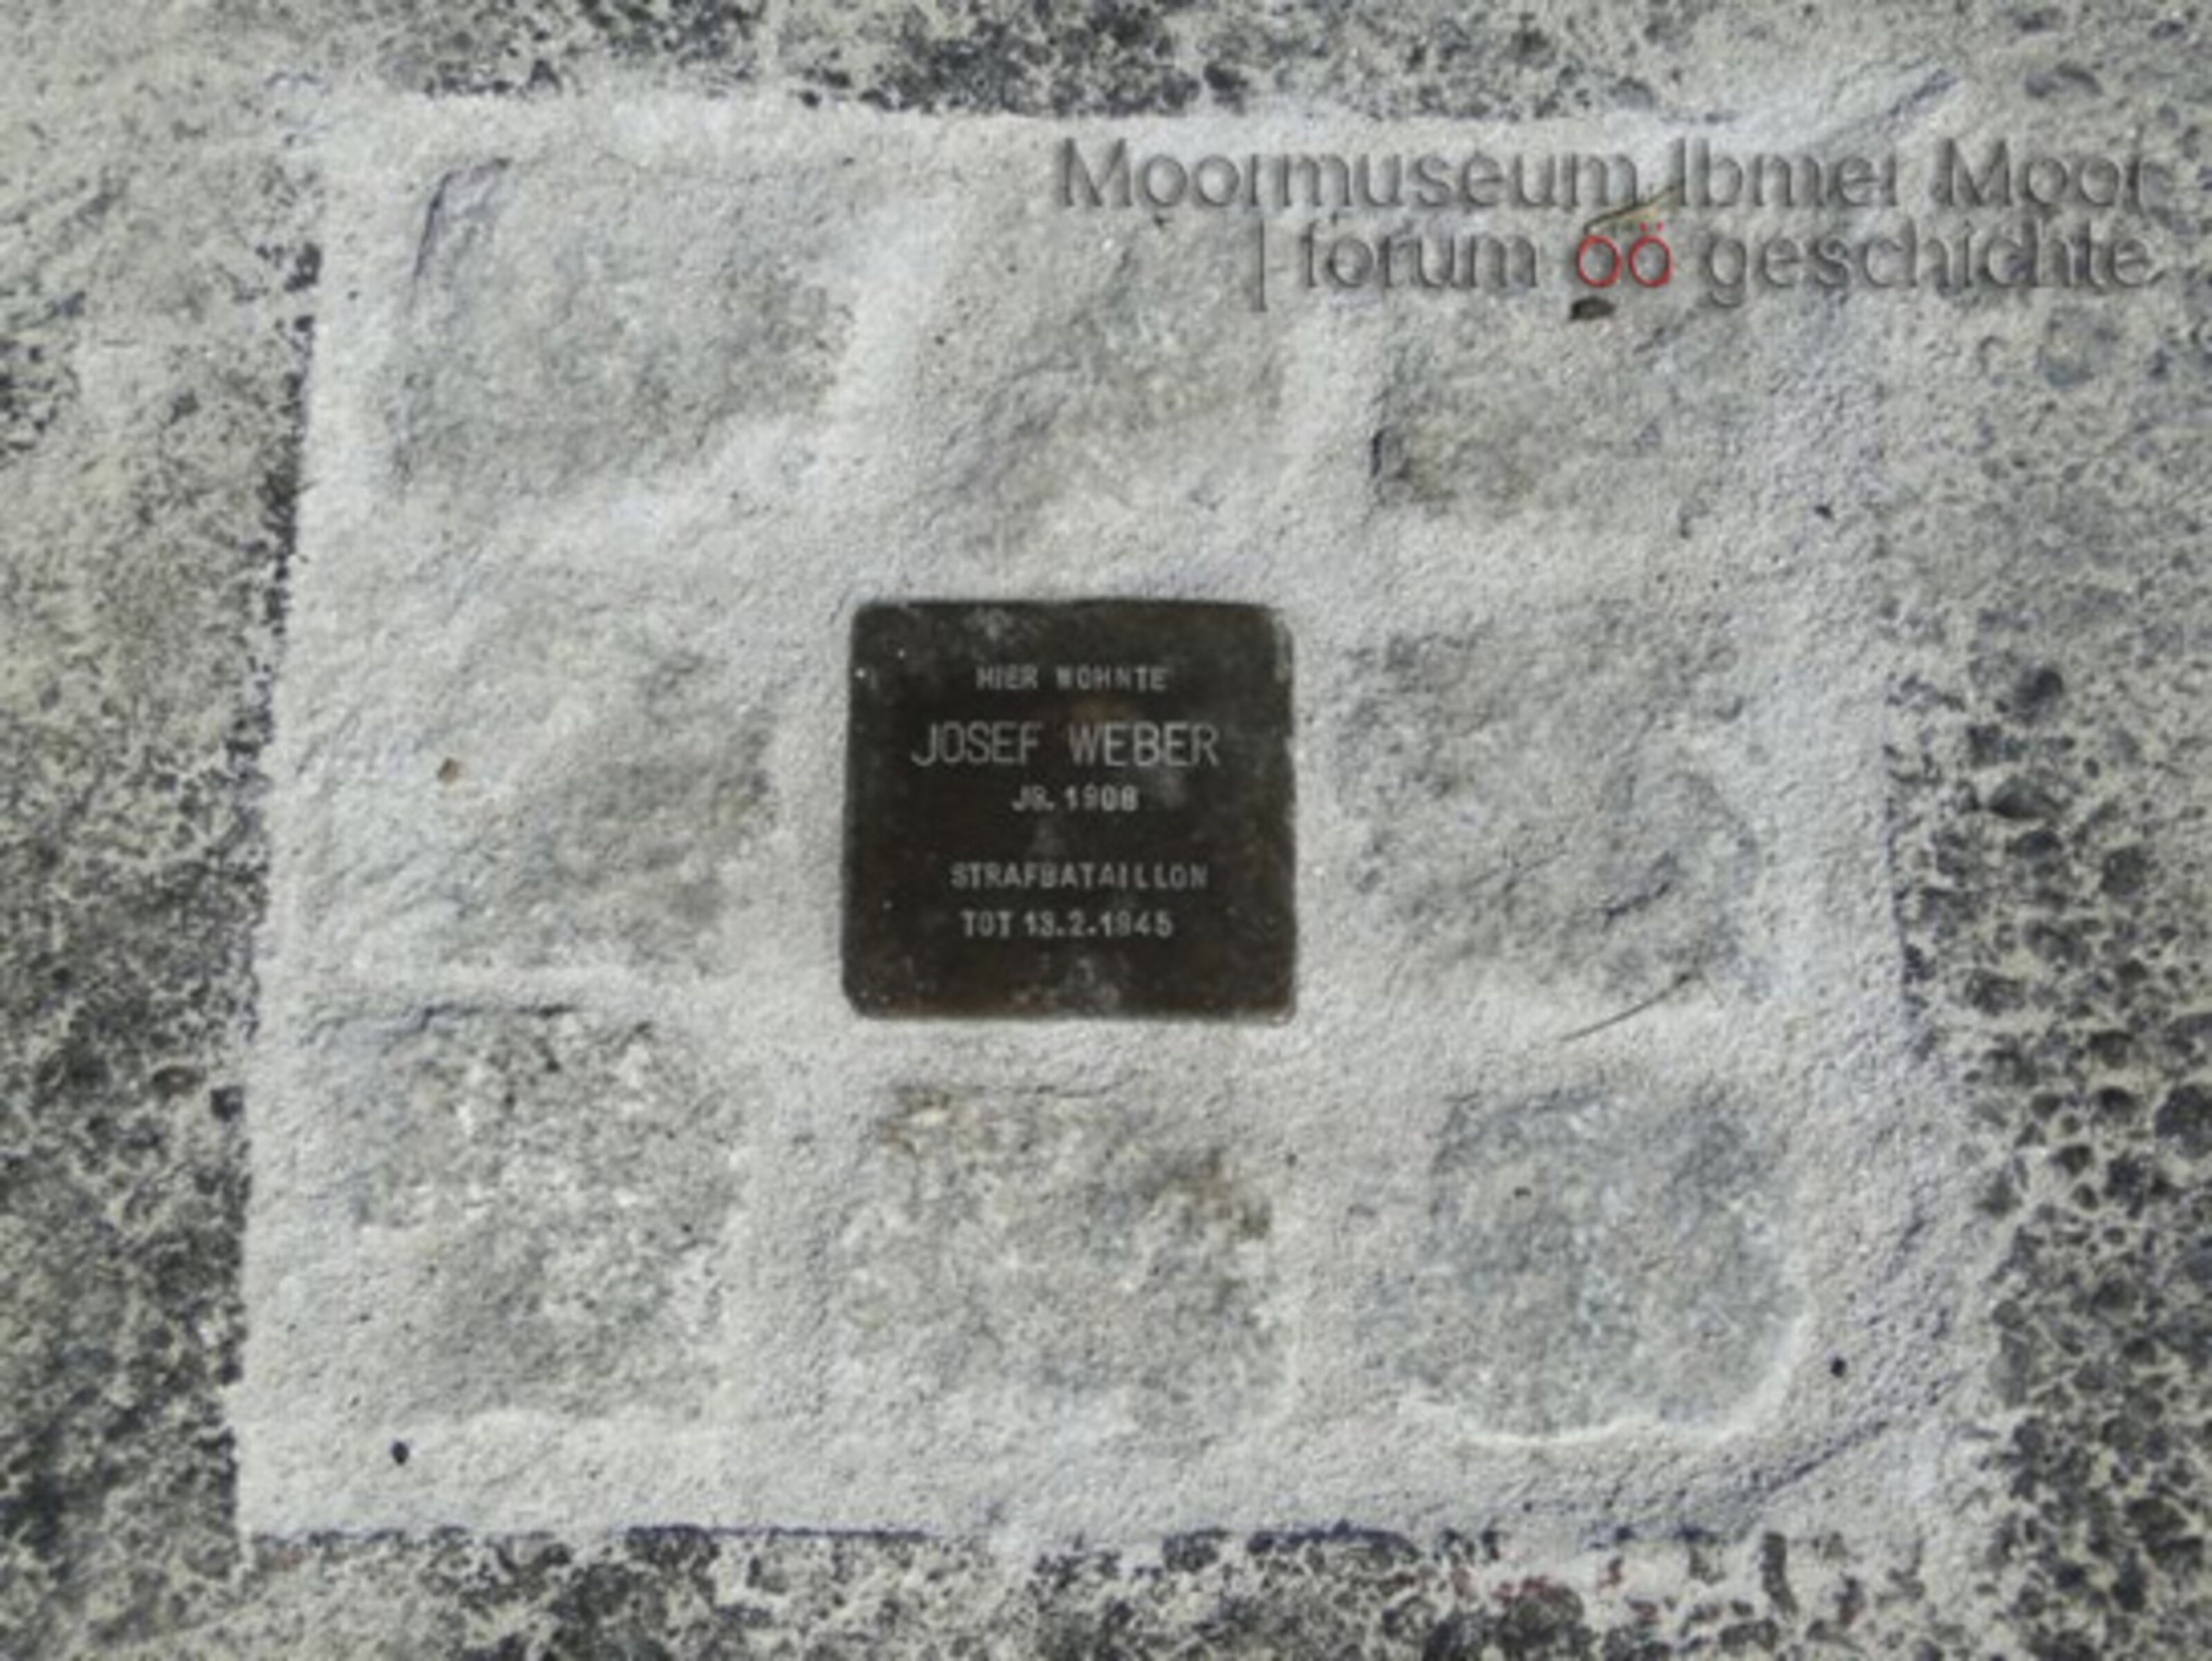 Moormuseum Ibmer Moor
| forum oö geschichte
HIER WOHNTE
JOSEF WEBER
JG. 1908
STRAFBATAILLON
TOT 13.2.1945